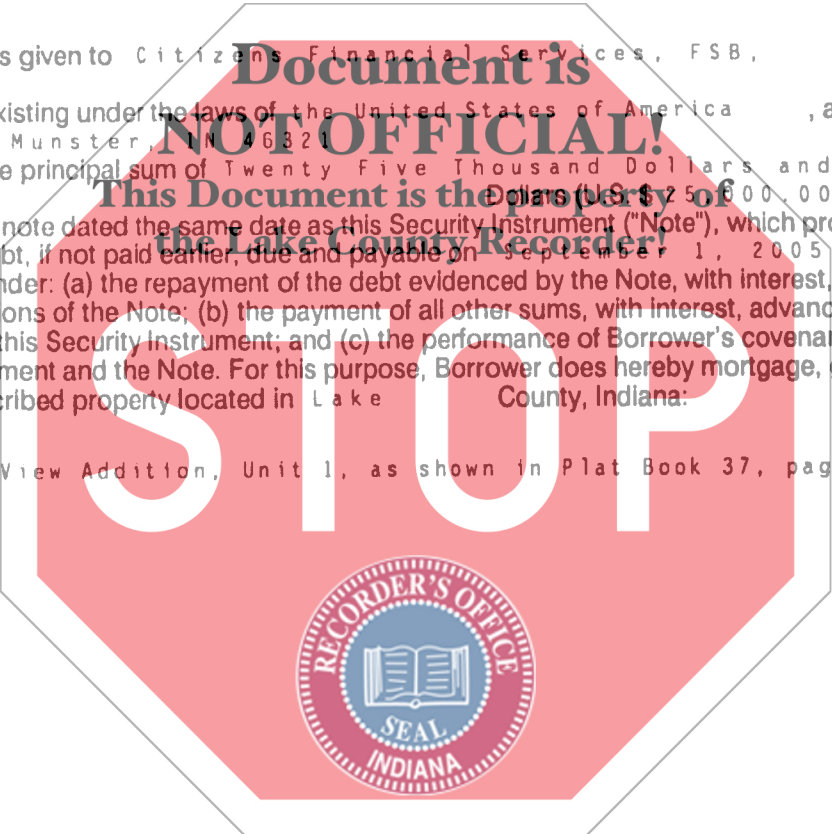 s given to Citizens Financial Services, FSB,
Document is
xisting under the laws of the United States of America , a
Munster, IN 46321
NOT OFFICIAL!
e principal sum of Twenty Five Thousand Dollars and
This Document is the property of
Dollars (U.S. $ 25,000.00
note dated the same date as this Security Instrument ("Note"), which pro
the Lake County Recorder!
bt, if not paid earlier, due and payable on September 1, 2005
nder: (a) the repayment of the debt evidenced by the Note, with interest,
ons of the Note; (b) the payment of all other sums, with interest, advanc
this Security Instrument; and (c) the performance of Borrower's covenan
ment and the Note. For this purpose, Borrower does hereby mortgage,
cribed property located in Lake County, Indiana:
View Addition, Unit 1, as shown in Plat Book 37, pag
STOP
RECORDER'S OFFICE
SEAL
INDIANA